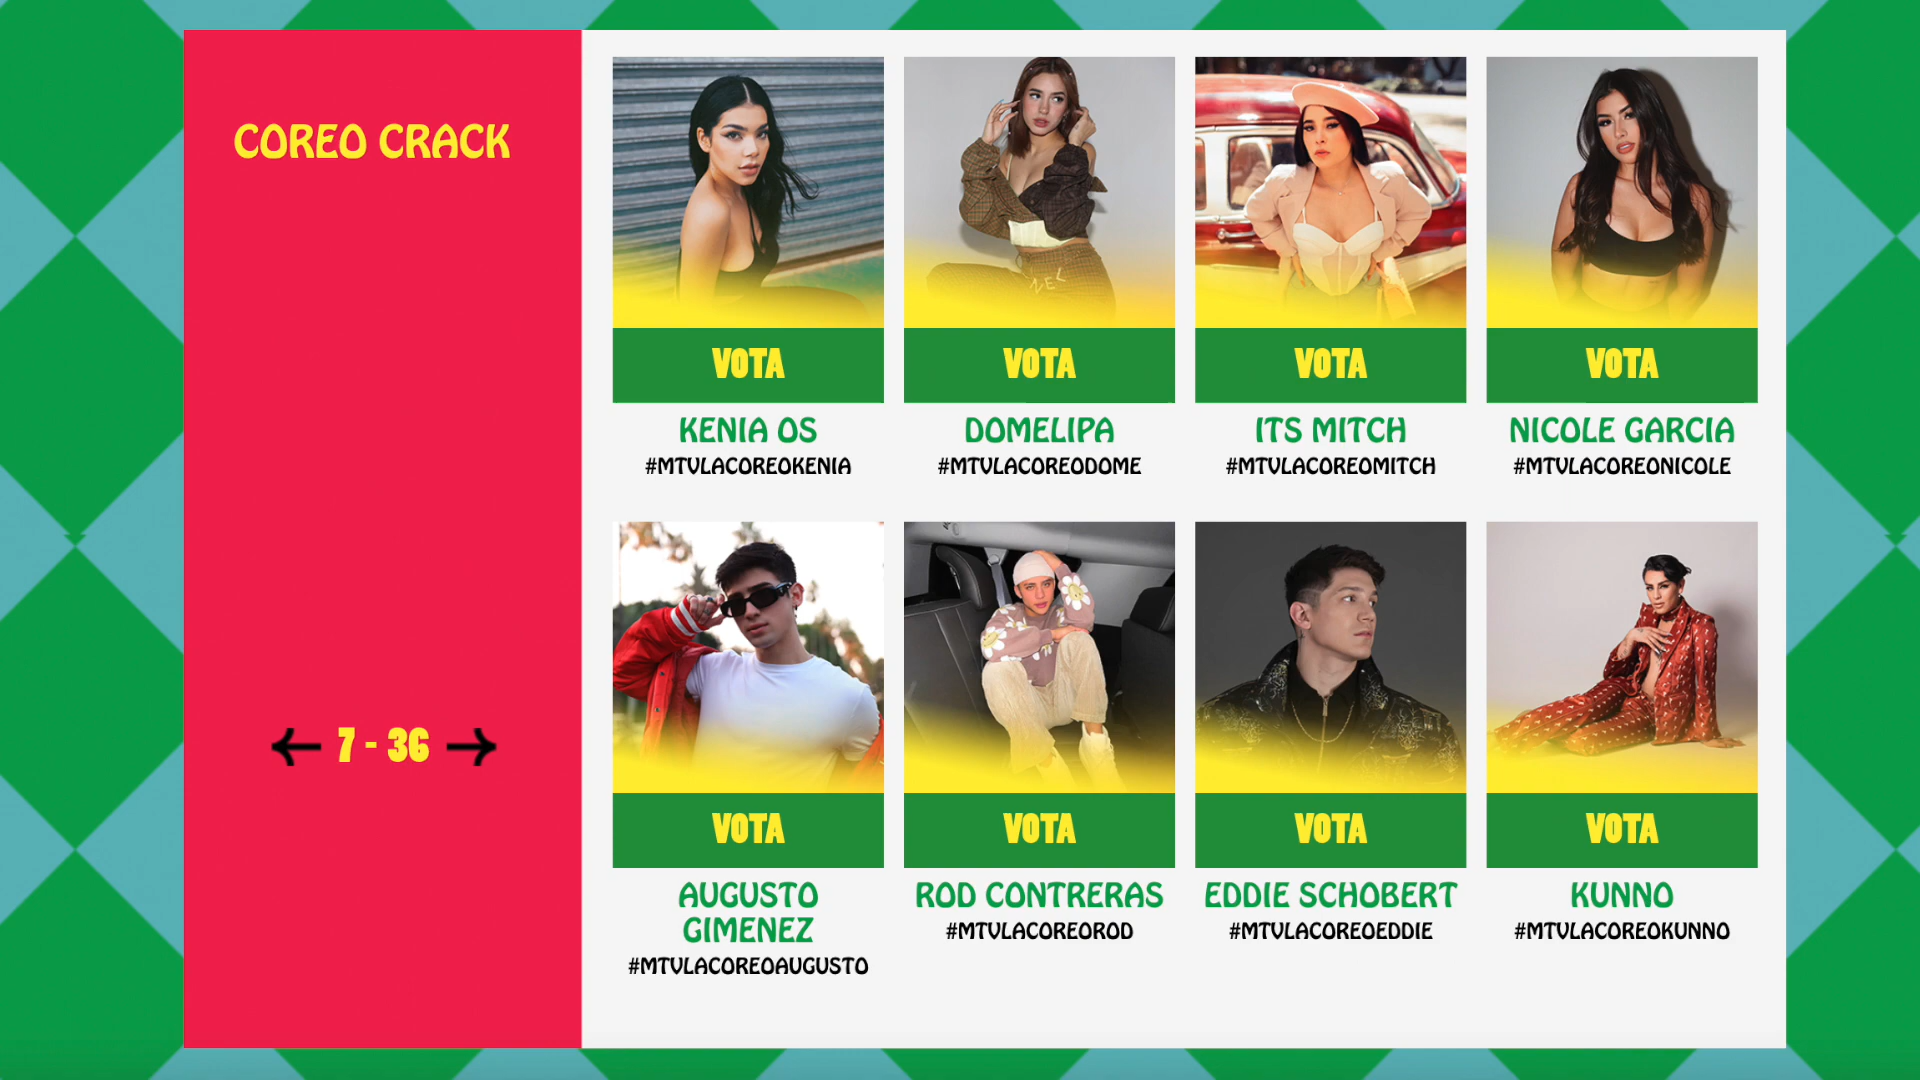 COREO CRACK
7 - 36
VOTA
VOTA
VOTA
VOTA
KENIA OS
DOMELIPA
ITS MITCH
NICOLE GARCIA
#MTVLACOREOKENIA
#MTVLACOREODOME
#MTVLACOREOMITCH
#MTVLACOREONICOLE
VOTA
VOTA
VOTA
VOTA
AUGUSTO
GIMENEZ
#MTVLACOREOAUGUSTO
ROD CONTRERAS
#MTVLACOREOROD
EDDIE SCHOBERT
#MTVLACOREOEDDIE
KUNNO
#MTVLACOREOKUNNO